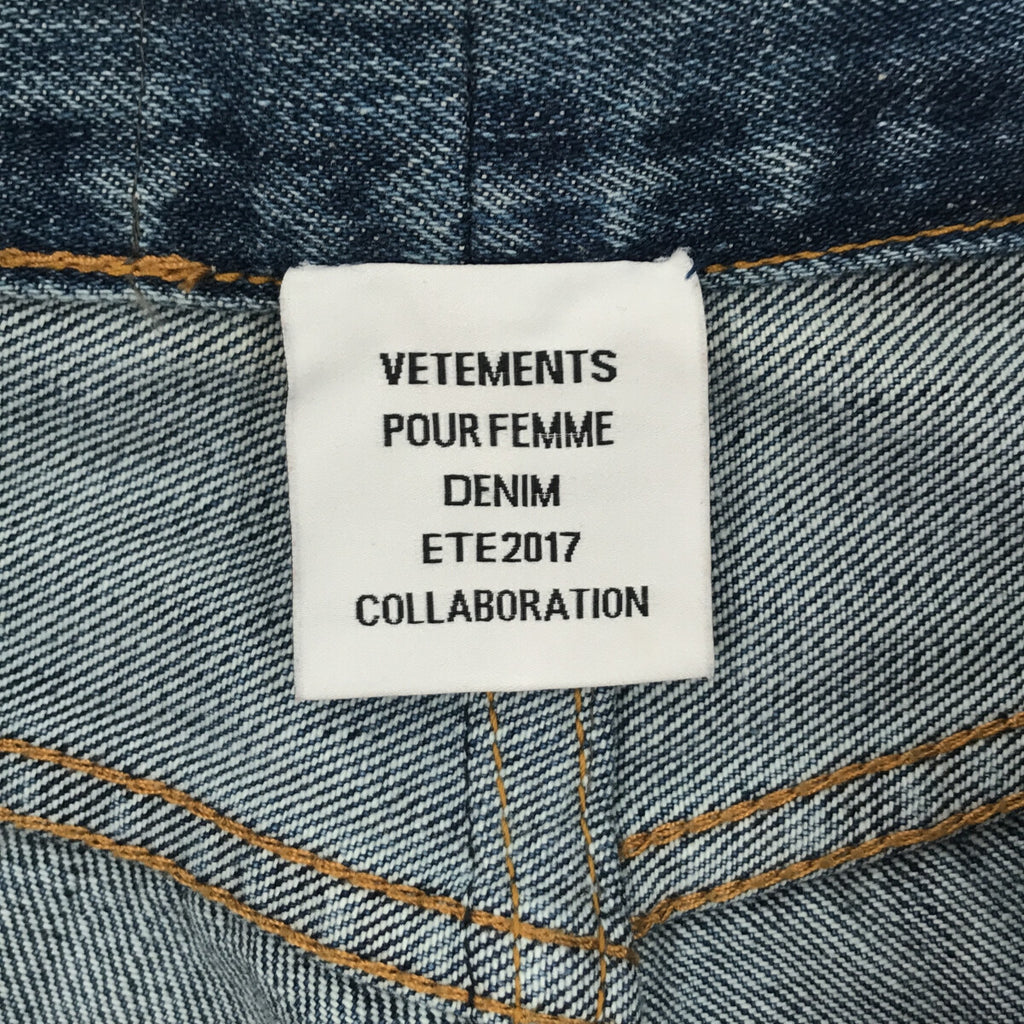 VETEMENTS
POUR FEMME
DENIM
ETE2017
COLLABORATION